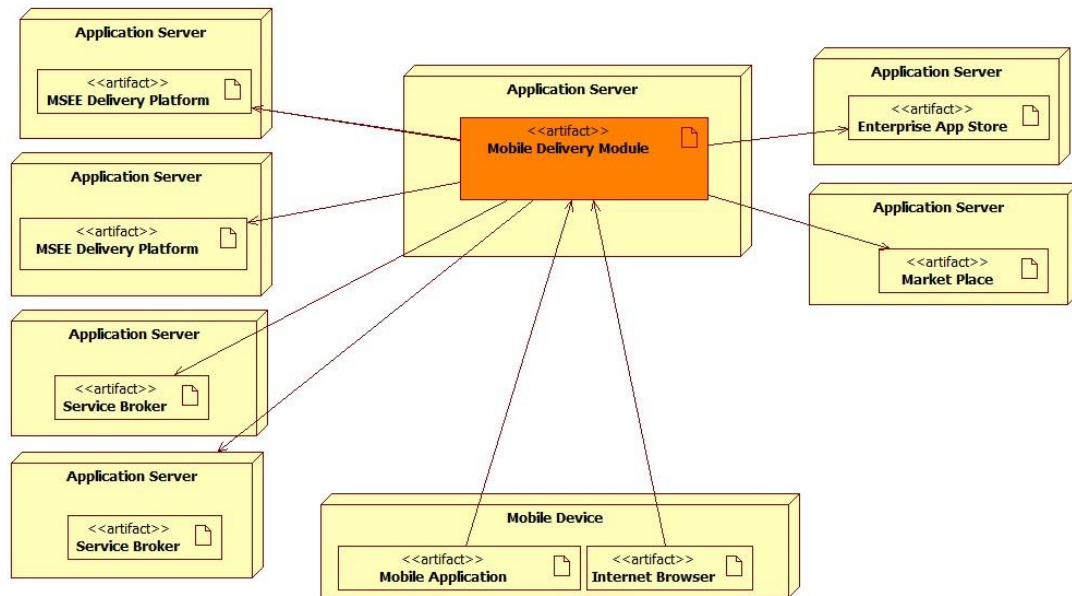 Application Server
<<artifact>>
MSEE Delivery Platform
Application Server
<<artifact>>
Mobile Delivery Module
Application Server
<<artifact>>
Enterprise App Store
Application Server
<<artifact>>
MSEE Delivery Platform
Application Server
<<artifact>>
Market Place
Application Server
<<artifact>>
Service Broker
Application Server
<<artifact>>
Service Broker
Mobile Device
<<artifact>>
Mobile Application
<<artifact>>
Internet Browser